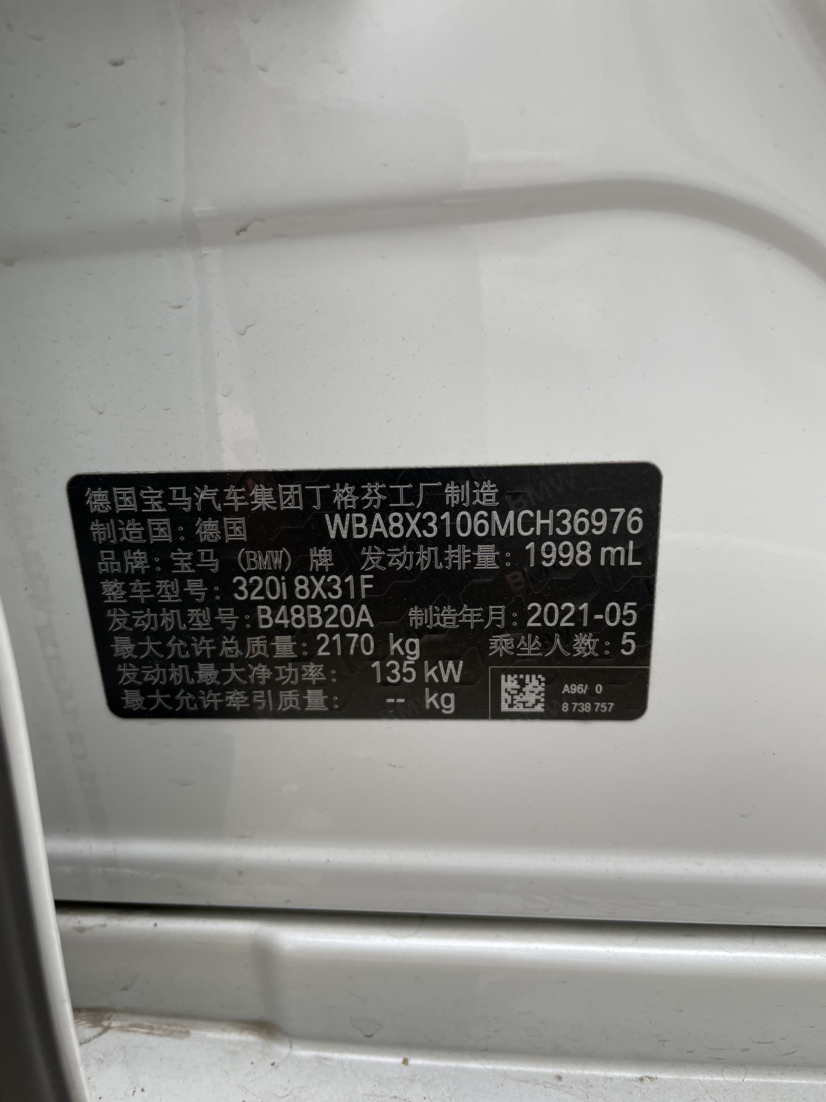 德国宝马汽车集团丁格芬工厂制造
制造国: 德国 WBA8X3106MCH36976
品牌: 宝马 (BMW) 牌 发动机排量: 1998 mL
整车型号: 320i 8X31F
发动机型号: B48B20A 制造年月: 2021-05
最大允许总质量: 2170 kg 乘坐人数: 5
发动机最大净功率: 135 kW
最大允许牵引质量: -- kg
A96/ 0
8 738 757